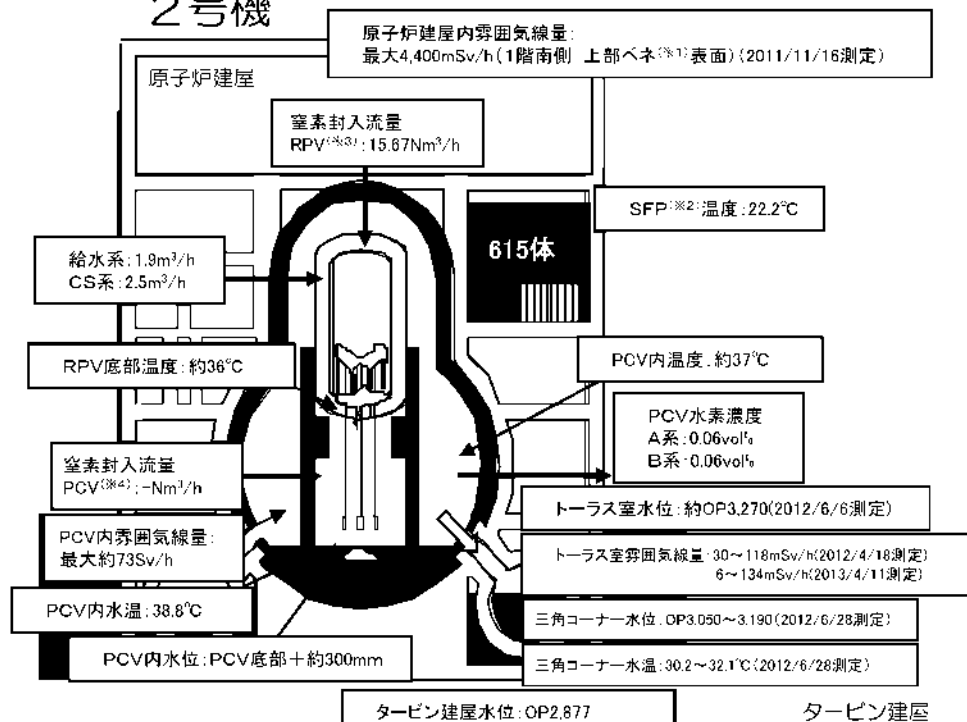 2号機
原子炉建屋内雰囲気線量:
最大4,400mSv/h(1階南側 上部ペネ(※1)表面)(2011/11/16測定)
原子炉建屋
窒素封入流量
RPV(※3):15.67Nm³/h
SFP(※2)温度:22.2℃
615体
給水系:1.9m³/h
CS系:2.5m³/h
RPV底部温度:約36℃
PCV内温度:約37℃
PCV水素濃度
A系:0.06vol%
B系:0.06vol%
窒素封入流量
PCV(※4):-Nm³/h
トーラス室水位:約OP3,270(2012/6/6測定)
PCV内雰囲気線量:
最大約73Sv/h
トーラス室雰囲気線量:30～118mSv/h(2012/4/18測定)
6～134mSv/h(2013/4/11測定)
PCV内水温:38.8℃
三角コーナー水位:OP3,050～3,190(2012/6/28測定)
PCV内水位:PCV底部+約300mm
三角コーナー水温:30.2～32.1℃(2012/6/28測定)
タービン建屋水位:OP2,877
タービン建屋